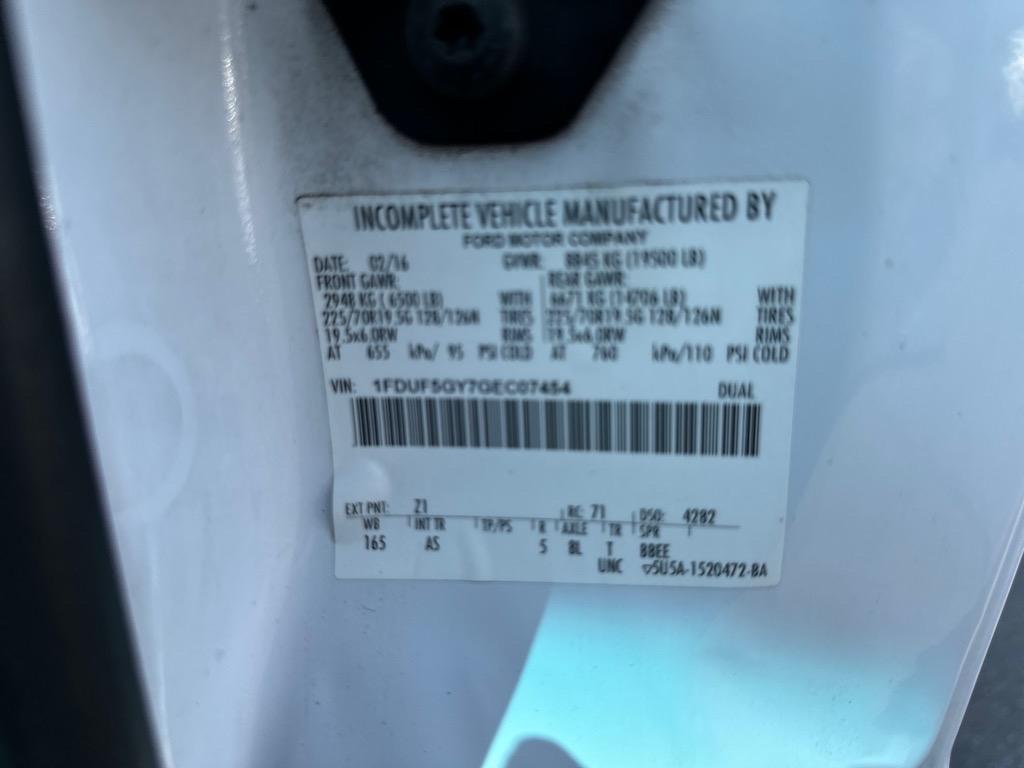 INCOMPLETE VEHICLE MANUFACTURED BY
FORD MOTOR COMPANY
DATE: 02/16 GVWR: 8845 KG (19500 LB)
FRONT GAWR: REAR GAWR:
2948 KG ( 6500 LB) WITH 6671 KG (14706 LB) WITH
225/70R19.5G 128/126N TIRES 225/70R19.5G 128/126N TIRES
19.5x6.0RW RIMS 19.5x6.0RW RIMS
AT 655 kPa/ 95 PSI COLD AT 760 kPa/110 PSI COLD
VIN: 1FDUF5GY7GEC07454 DUAL
EXT PNT: Z1 RC: 71 DSO: 4282
WB INT TR TP/PS R AXLE TR SPR
165 AS 5 8L T BBEE
UNC 5U5A-1520472-BA